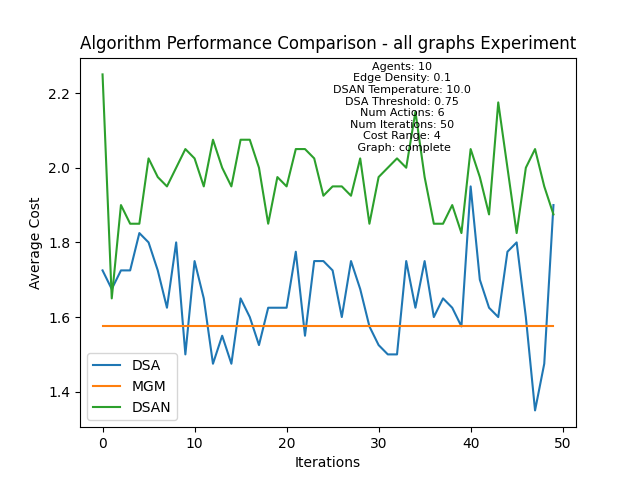 Algorithm Performance Comparison - all graphs Experiment
Agents: 10
Edge Density: 0.1
DSAN Temperature: 10.0
DSA Threshold: 0.75
Num Actions: 6
Num Iterations: 50
Cost Range: 4
Graph: complete
2.2
2.0
1.8
1.6
1.4
Average Cost
DSA
MGM
DSAN
0 10 20 30 40 50
Iterations